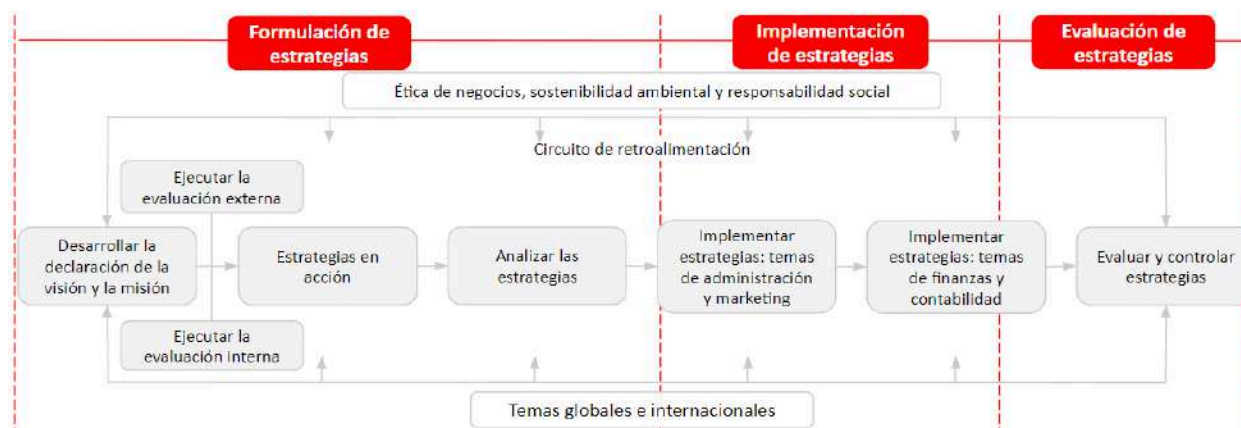 Formulación de
estrategias
Implementación
de estrategias
Evaluación de
estrategias
Ética de negocios, sostenibilidad ambiental y responsabilidad social
Circuito de retroalimentación
Ejecutar la
evaluación externa
Desarrollar la
declaración de la
visión y la misión
Estrategias en
acción
Analizar las
estrategias
Implementar
estrategias: temas
de administración
y marketing
Implementar
estrategias: temas
de finanzas y
contabilidad
Evaluar y controlar
estrategias
Ejecutar la
evaluación interna
Temas globales e internacionales